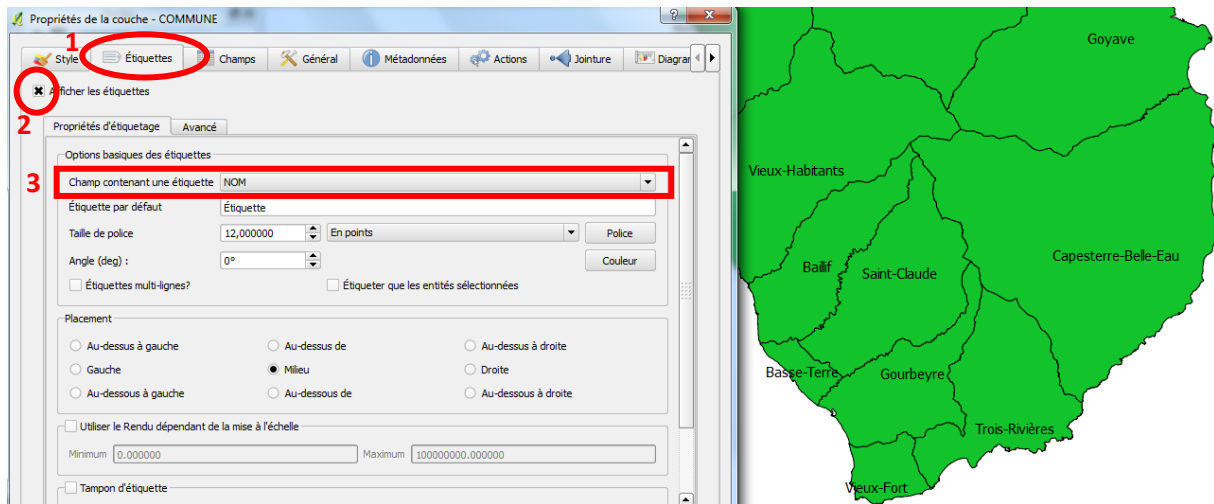 Propriétés de la couche - COMMUNE
1
Style Étiquettes Champs Général Métadonnées Actions Jointure Diagrar
Afficher les étiquettes
2
Propriétés d'étiquetage Avancé
Options basiques des étiquettes
3 Champ contenant une étiquette NOM
Étiquette par défaut Étiquette
Taille de police 12,000000 En points Police
Angle (deg) : 0° Couleur
Étiquettes multi-lignes? Étiqueter que les entités sélectionnées
Placement
Au-dessus à gauche Au-dessus de Au-dessus à droite
Gauche Milieu Droite
Au-dessous à gauche Au-dessous de Au-dessous à droite
Utiliser le Rendu dépendant de la mise à l'échelle
Minimum 0.000000 Maximum 100000000.000000
Tampon d'étiquette
Goyave
Vieux-Habitants
Capesterre-Belle-Eau
Baillif Saint-Claude
Basse-Terre Gourbeyre
Trois-Rivières
Vieux-Fort